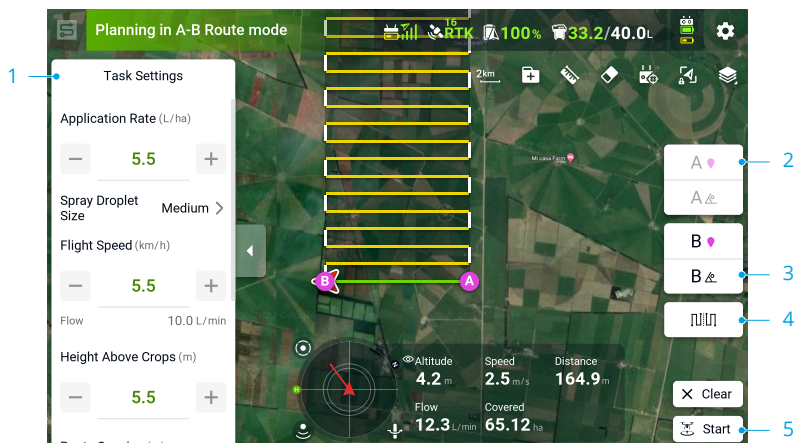 Planning in A-B Route mode
16
RTK
100%
33.2/40.0L
1
Task Settings
Application Rate (L/ha)
5.5
Spray Droplet Size
Medium
Flight Speed (km/h)
5.5
Flow
10.0 L/min
Height Above Crops (m)
5.5
2km
Mi casa Farm
B
A
A
A
2
B
B
3
4
N
H
Altitude
4.2 m
Speed
2.5 m/s
Distance
164.9 m
Flow
12.3 L/min
Covered
65.12 ha
Clear
Start
5